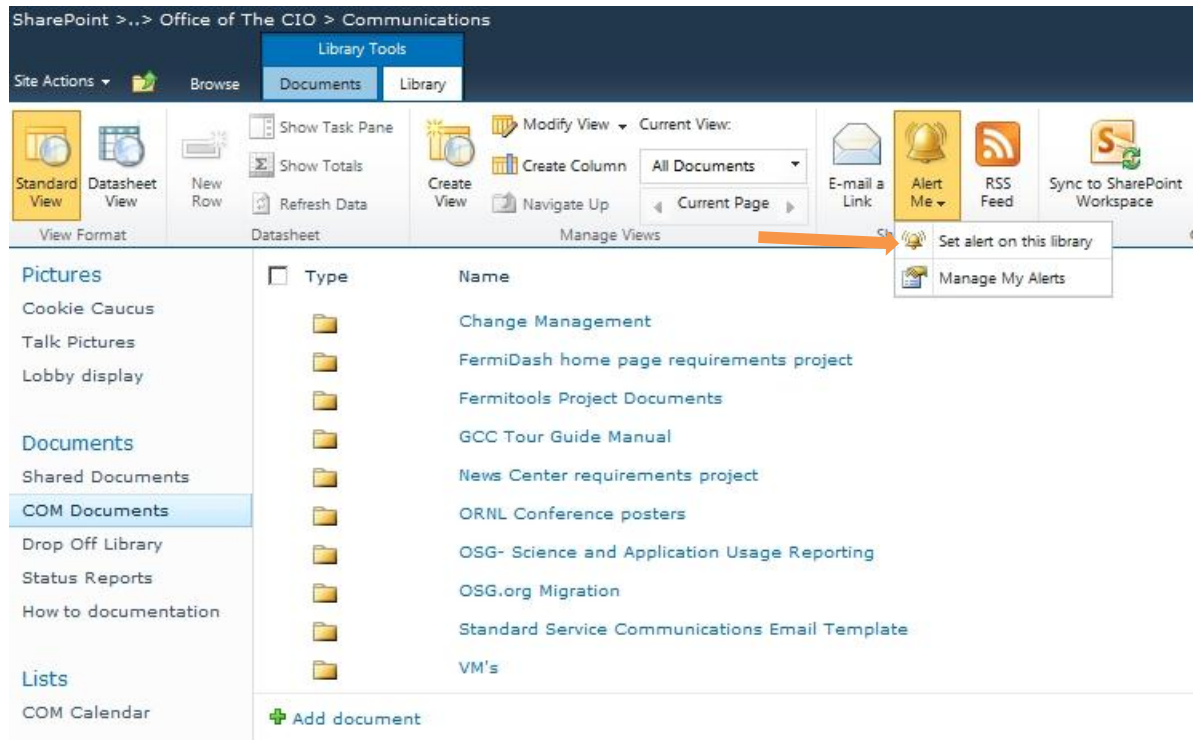 SharePoint >..> Office of The CIO > Communications
Library Tools
Site Actions
Browse
Documents
Library
Standard View
Datasheet View
View Format
New Row
Show Task Pane
Show Totals
Refresh Data
Datasheet
Create View
Modify View
Create Column
Navigate Up
Current View:
All Documents
Current Page
Manage Views
E-mail a Link
Alert Me
RSS Feed
Sync to SharePoint Workspace
Sh
Set alert on this library
Manage My Alerts
Pictures
Cookie Caucus
Talk Pictures
Lobby display
Documents
Shared Documents
COM Documents
Drop Off Library
Status Reports
How to documentation
Lists
COM Calendar
Type
Name
Change Management
FermiDash home page requirements project
Fermitools Project Documents
GCC Tour Guide Manual
News Center requirements project
ORNL Conference posters
OSG- Science and Application Usage Reporting
OSG.org Migration
Standard Service Communications Email Template
VM's
Add document